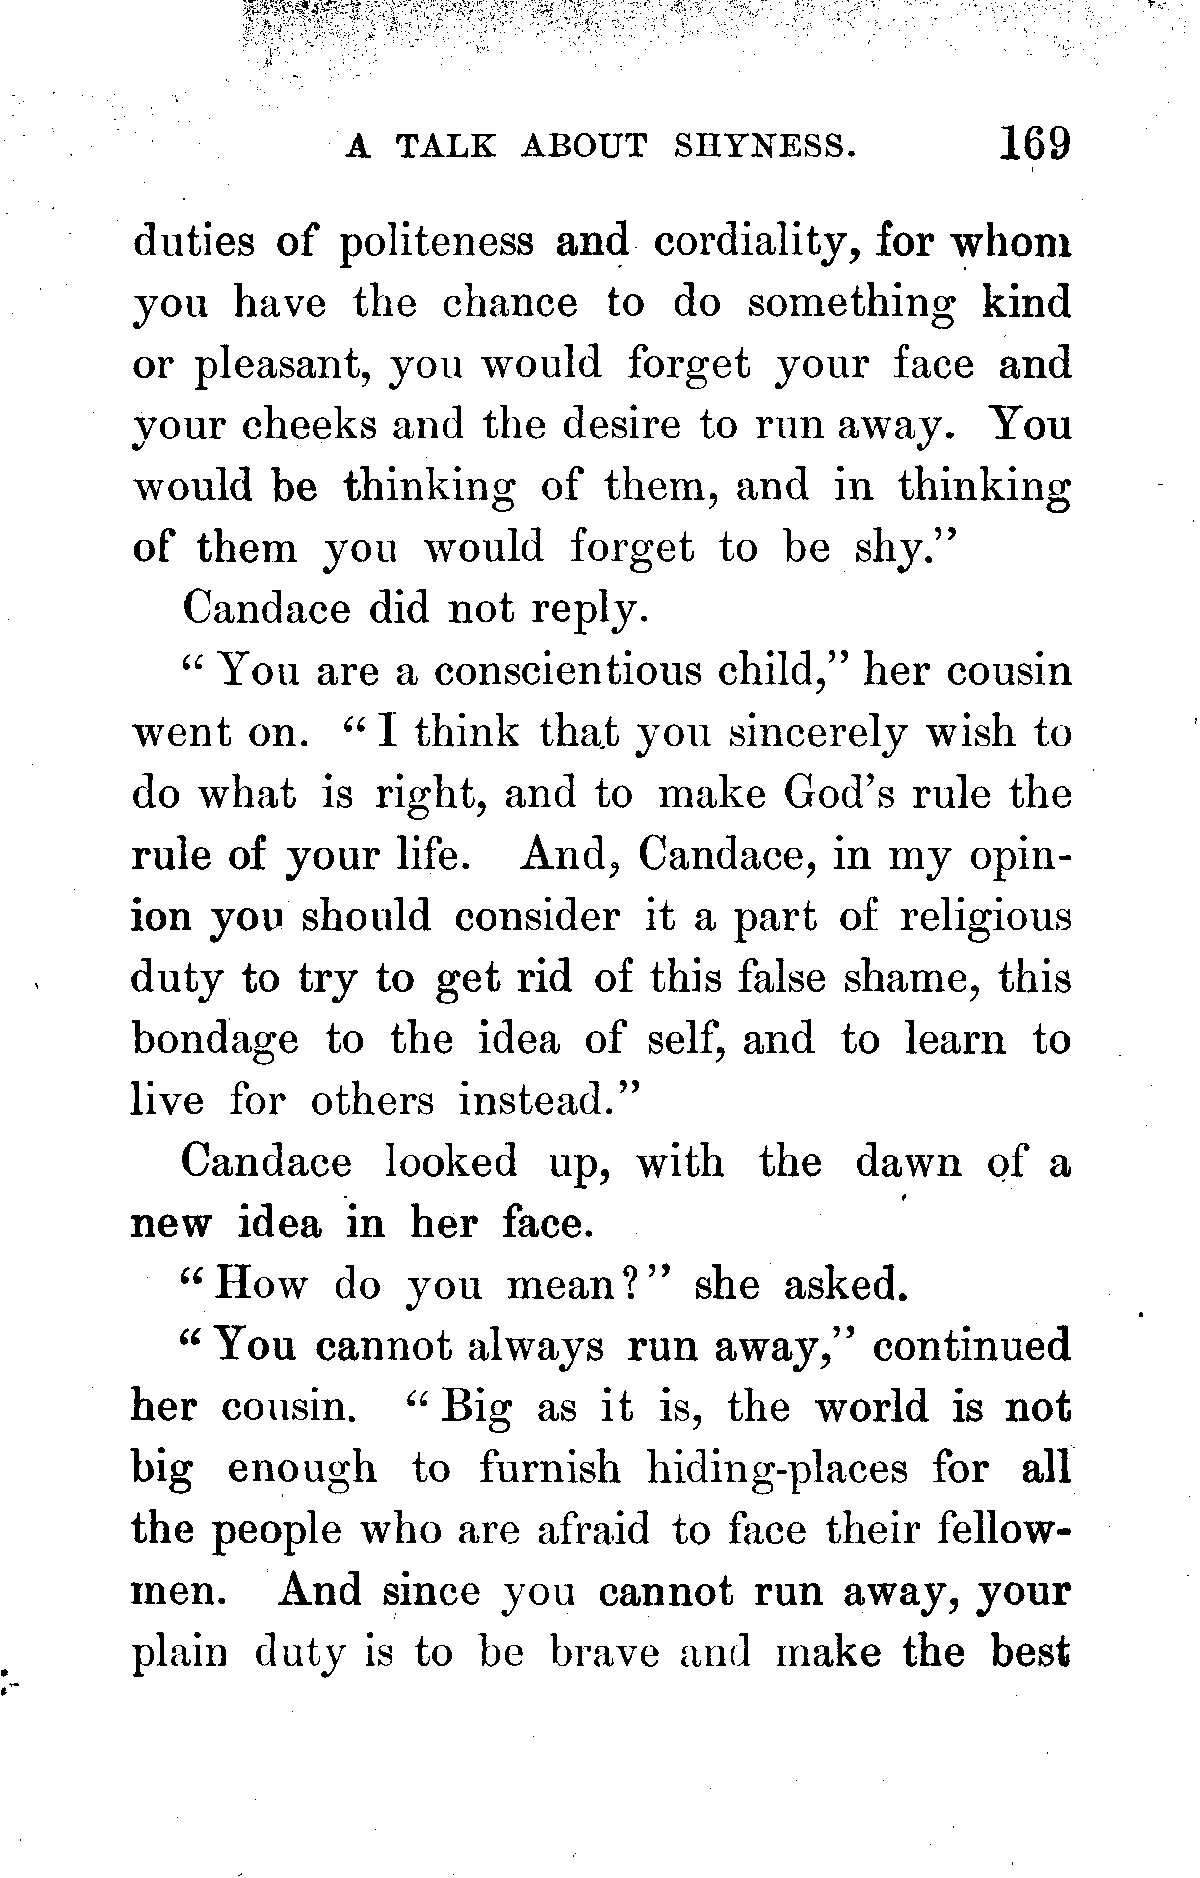 A TALK ABOUT SHYNESS. 169
duties of politeness and cordiality, for whom
you have the chance to do something kind
or pleasant, you would forget your face and
your cheeks and the desire to run away. You
would be thinking of them, and in thinking
of them you would forget to be shy."
Candace did not reply.
"You are a conscientious child," her cousin
went on. "I think that you sincerely wish to
do what is right, and to make God's rule the
rule of your life. And, Candace, in my opin-
ion you should consider it a part of religious
duty to try to get rid of this false shame, this
bondage to the idea of self, and to learn to
live for others instead."
Candace looked up, with the dawn of a
new idea in her face.
"How do you mean?" she asked.
"You cannot always run away," continued
her cousin. "Big as it is, the world is not
big enough to furnish hiding-places for all
the people who are afraid to face their fellow-
men. And since you cannot run away, your
plain duty is to be brave and make the best